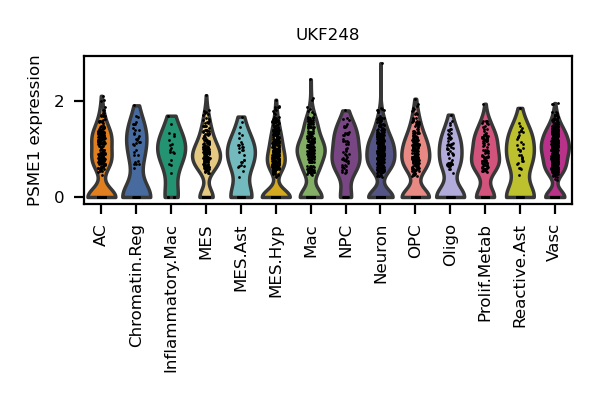 UKF248
PSME1 expression
2
0
AC
Chromatin.Reg
Inflammatory.Mac
MES
MES.Ast
MES.Hyp
Mac
NPC
Neuron
OPC
Oligo
Prolif.Metab
Reactive.Ast
Vasc